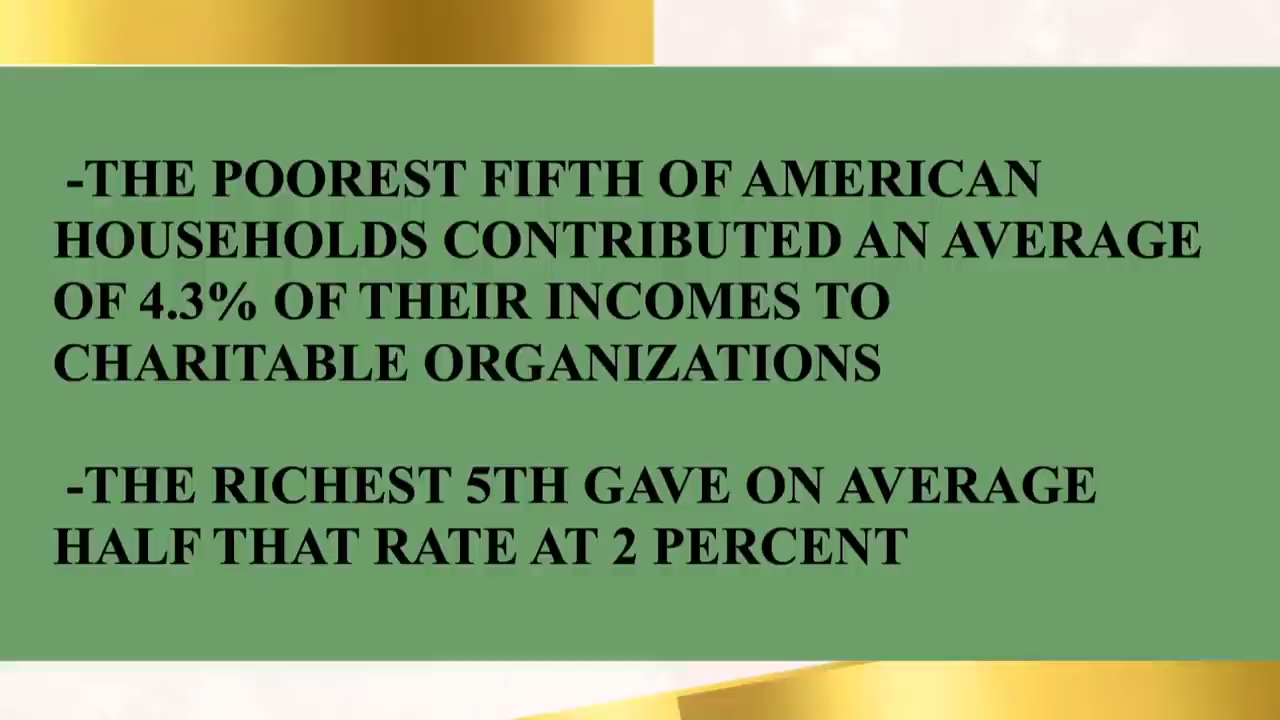 -THE POOREST FIFTH OF AMERICAN
HOUSEHOLDS CONTRIBUTED AN AVERAGE
OF 4.3% OF THEIR INCOMES TO
CHARITABLE ORGANIZATIONS
-THE RICHEST 5TH GAVE ON AVERAGE
HALF THAT RATE AT 2 PERCENT